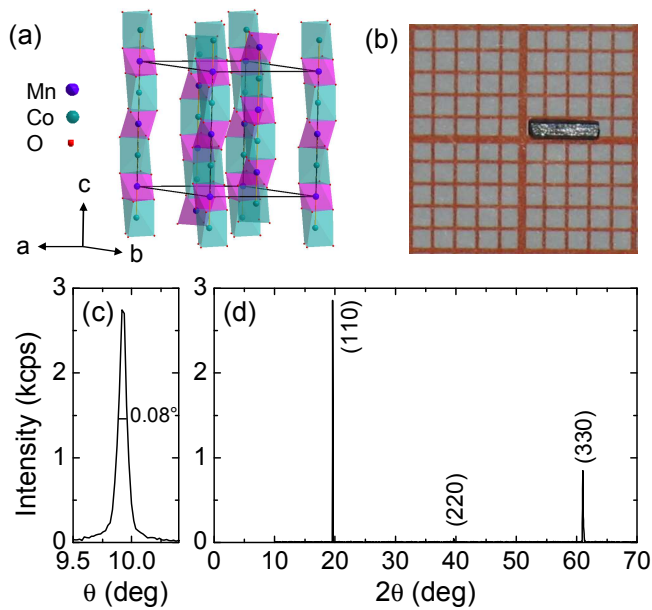 (a)
Mn
Co
O
c
a
b
(b)
(c)
Intensity (kcps)
3
2
1
0
0.08°
9.5
10.0
θ (deg)
(d)
3
2
1
0
(110)
(220)
(330)
0
10
20
30
40
50
60
70
2θ (deg)